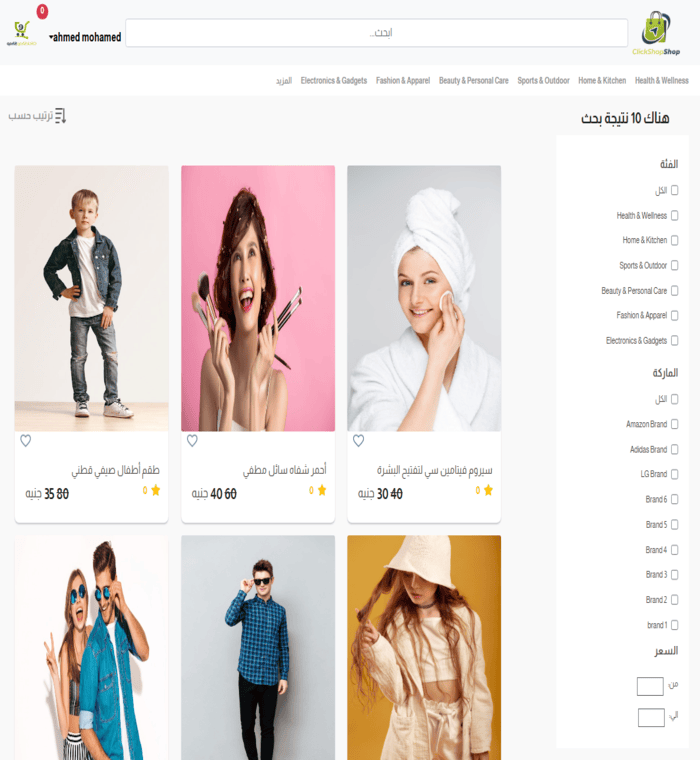 ClickShopShop
ابحث...
ahmed mohamed
0
Health & Wellness
Home & Kitchen
Sports & Outdoor
Beauty & Personal Care
Fashion & Apparel
Electronics & Gadgets
المزيد
هناك 10 نتيجة بحث
ترتيب حسب
الفئة
الكل
Health & Wellness
Home & Kitchen
Sports & Outdoor
Beauty & Personal Care
Fashion & Apparel
Electronics & Gadgets
الماركة
الكل
Amazon Brand
Adidas Brand
LG Brand
Brand 6
Brand 5
Brand 4
Brand 3
Brand 2
brand 1
السعر
من:
الي:
سيروم فيتامين سي لتفتيح البشرة
0
30 40 جنيه
أحمر شفاه سائل مطفي
0
40 60 جنيه
طقم أطفال صيفي قطني
0
35 80 جنيه